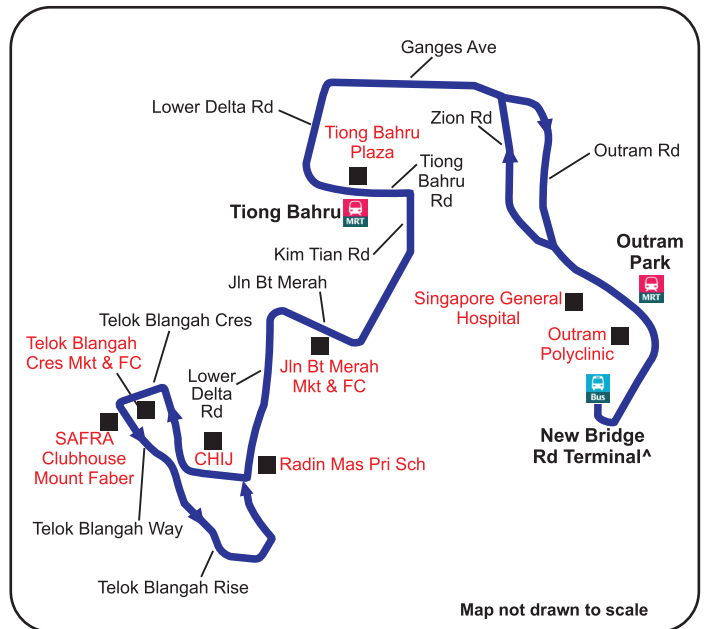 Ganges Ave
Lower Delta Rd
Zion Rd
Tiong Bahru
Plaza
Outram Rd
Tiong
Bahru
Rd
Tiong Bahru
MRT
Kim Tian Rd
Outram
Park
MRT
Jln Bt Merah
Singapore General
Hospital
Telok Blangah Cres
Outram
Polyclinic
Telok Blangah
Cres Mkt & FC
Jln Bt Merah
Mkt & FC
Lower
Delta
Rd
Bus
New Bridge
Rd Terminal^
SAFRA
Clubhouse
Mount Faber
CHIJ
Radin Mas Pri Sch
Telok Blangah Way
Telok Blangah Rise
Map not drawn to scale